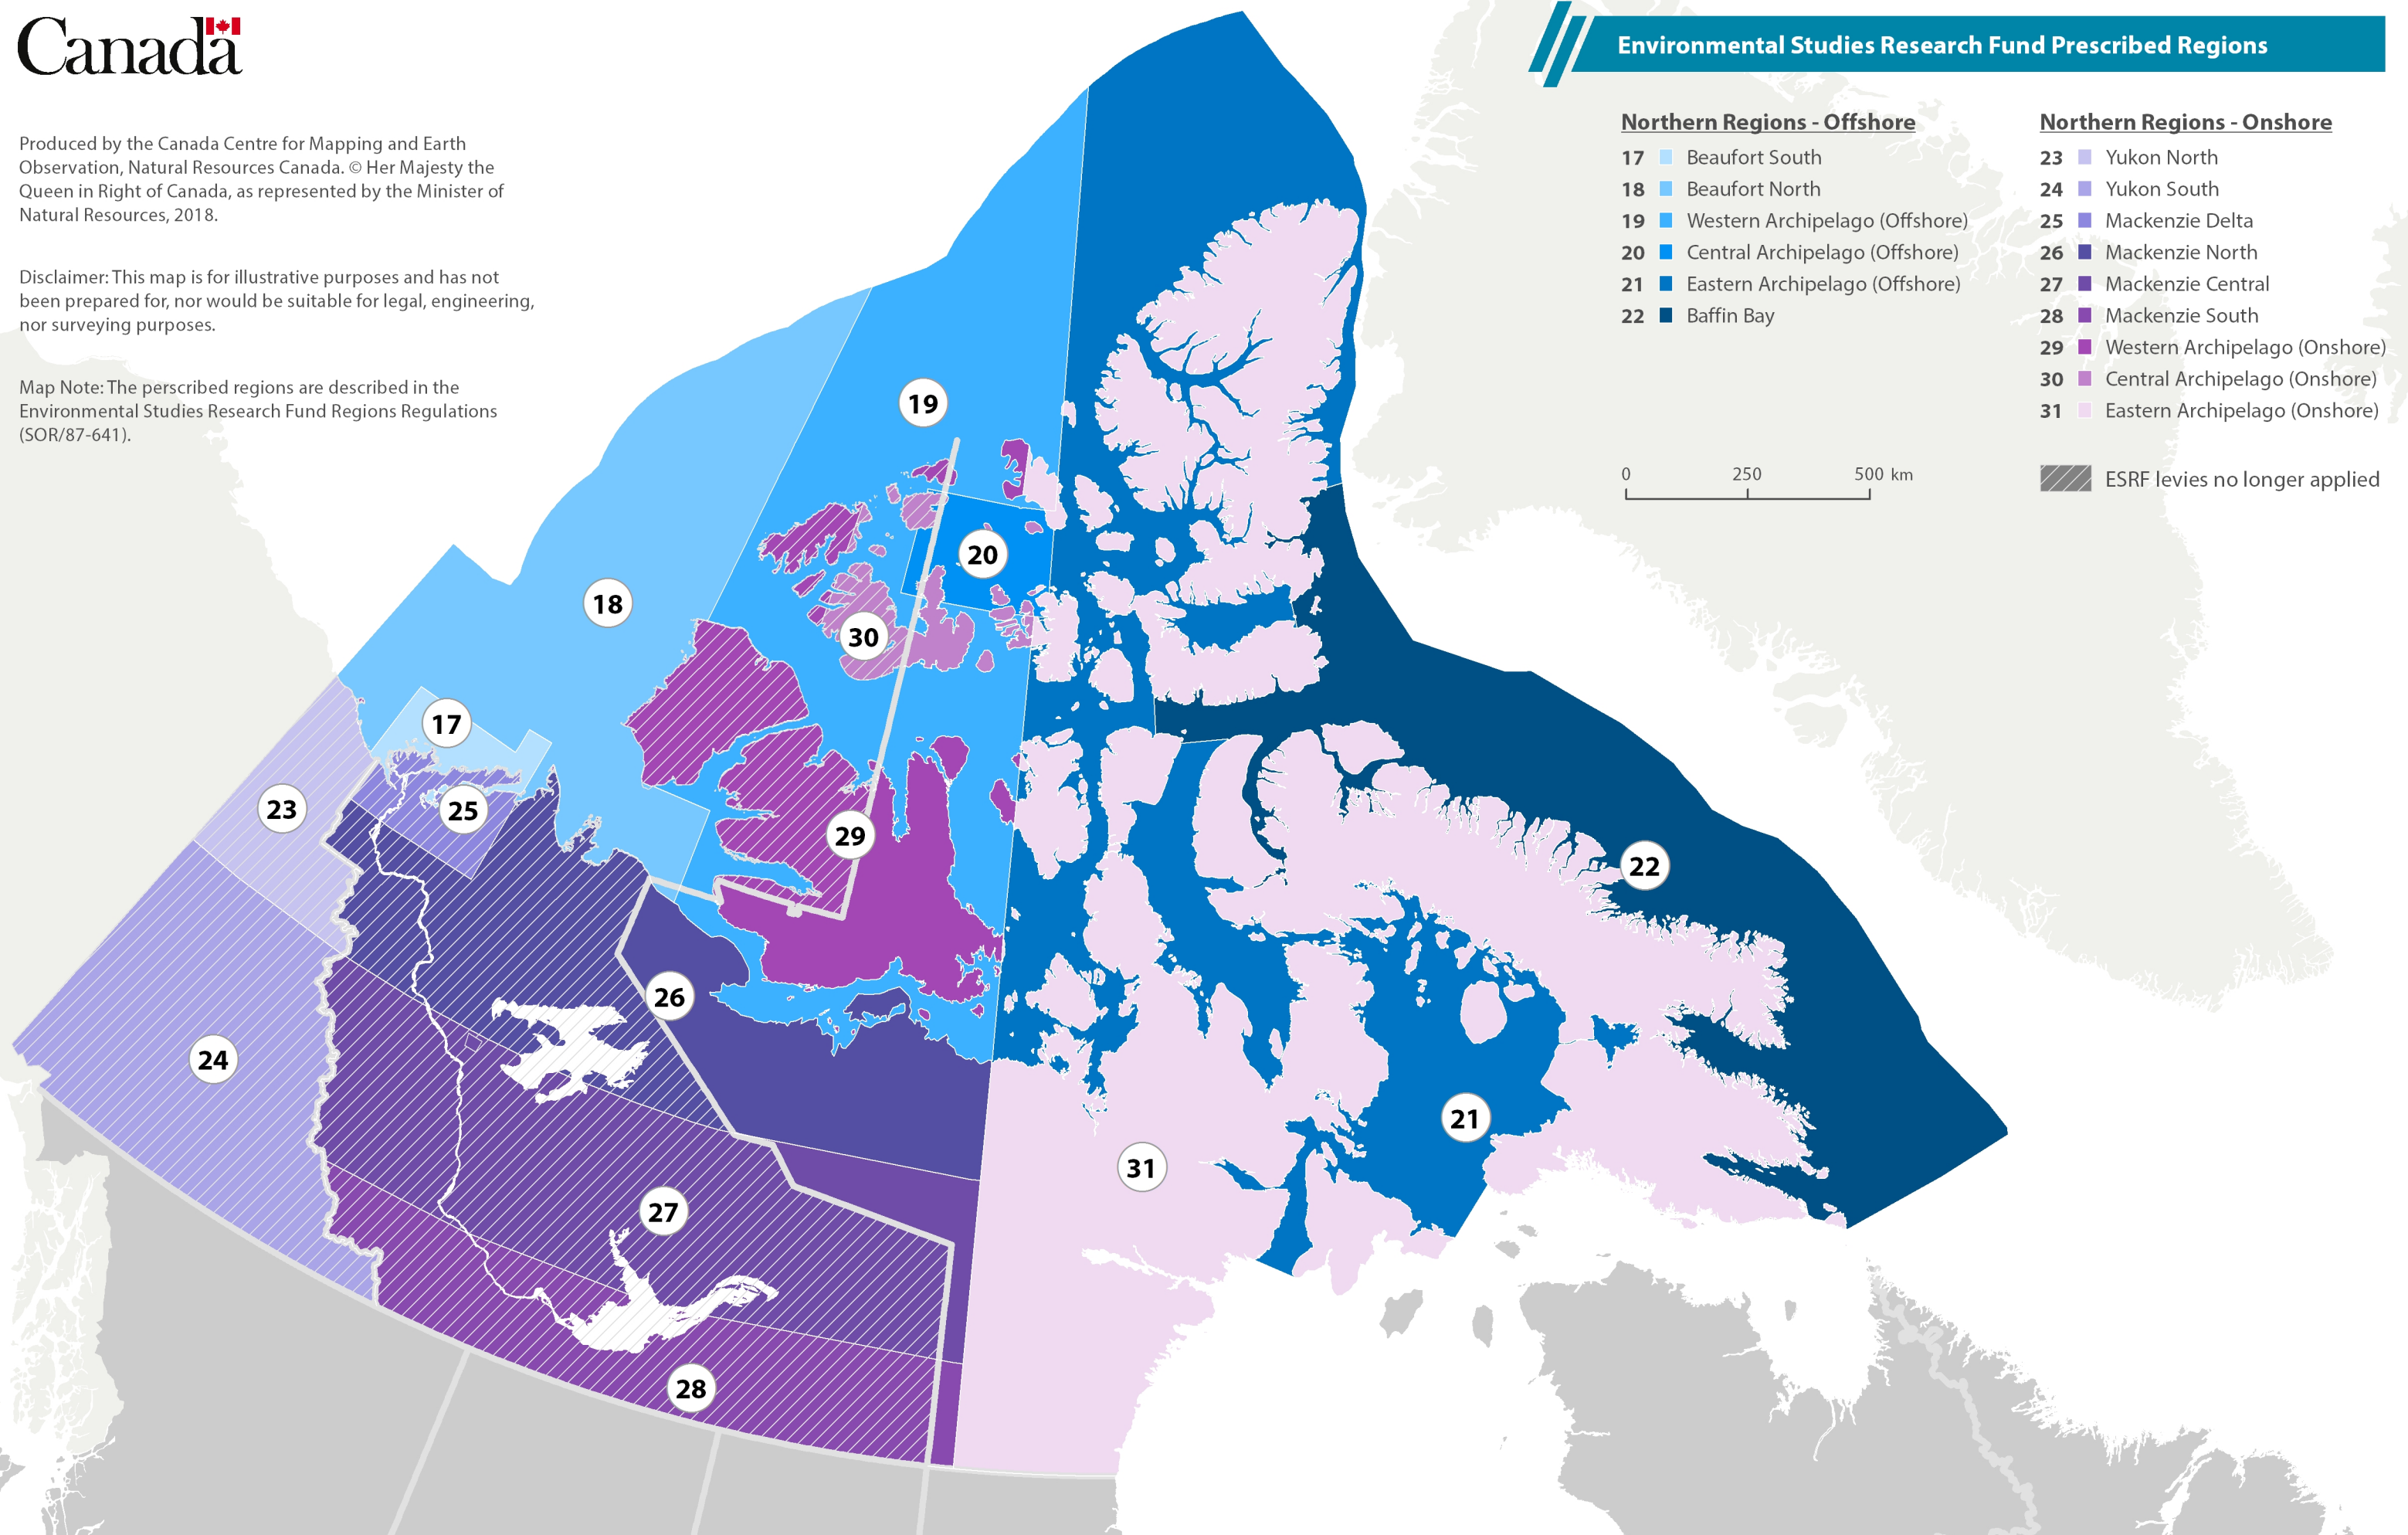 Canada
Environmental Studies Research Fund Prescribed Regions
Produced by the Canada Centre for Mapping and Earth
Observation, Natural Resources Canada. © Her Majesty the
Queen in Right of Canada, as represented by the Minister of
Natural Resources, 2018.
Disclaimer: This map is for illustrative purposes and has not
been prepared for, nor would be suitable for legal, engineering,
nor surveying purposes.
Map Note: The perscribed regions are described in the
Environmental Studies Research Fund Regions Regulations
(SOR/87-641).
Northern Regions - Offshore
17 Beaufort South
18 Beaufort North
19 Western Archipelago (Offshore)
20 Central Archipelago (Offshore)
21 Eastern Archipelago (Offshore)
22 Baffin Bay
Northern Regions - Onshore
23 Yukon North
24 Yukon South
25 Mackenzie Delta
26 Mackenzie North
27 Mackenzie Central
28 Mackenzie South
29 Western Archipelago (Onshore)
30 Central Archipelago (Onshore)
31 Eastern Archipelago (Onshore)
0 250 500 km
ESRF levies no longer applied
19
20
18
30
17
23
25
29
22
26
24
21
31
27
28